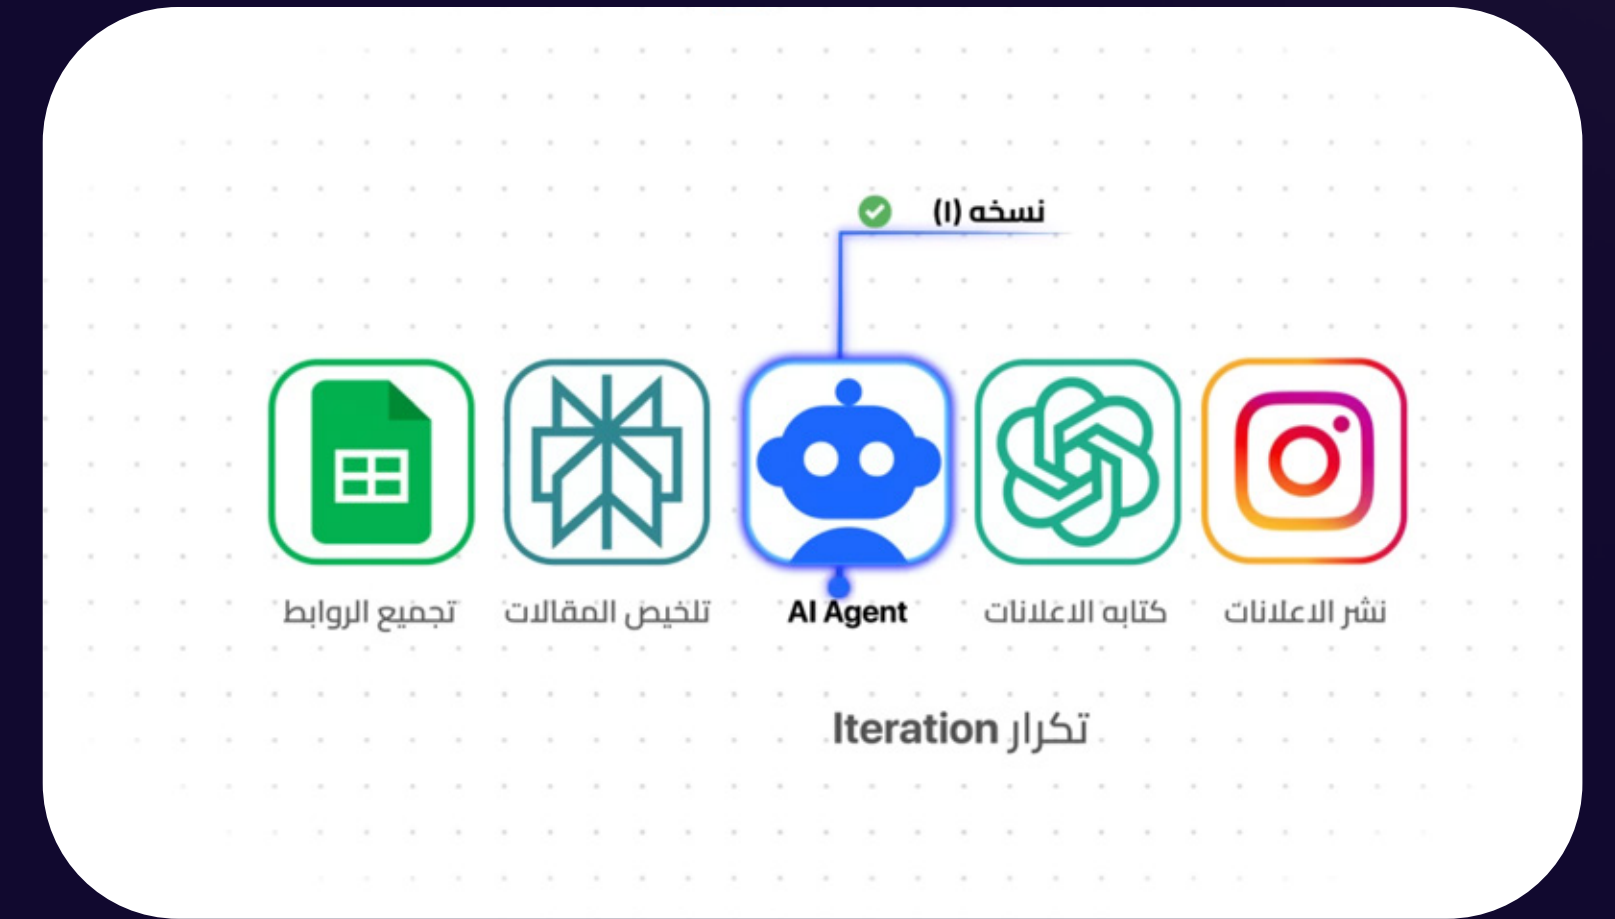 نسخه (١)
تجميع الروابط
تلخيص المقالات
AI Agent
كتابه الاعلانات
نشر الاعلانات
تكرار Iteration